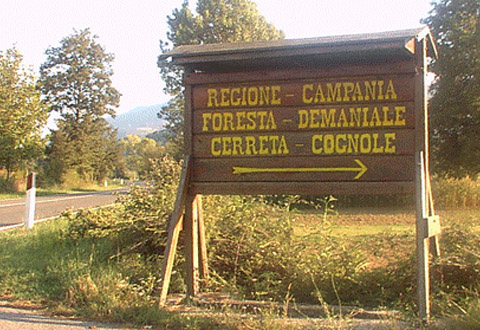 REGIONE - CAMPANIA
FORESTA - DEMANIALE
CERRETA - COGNOLE